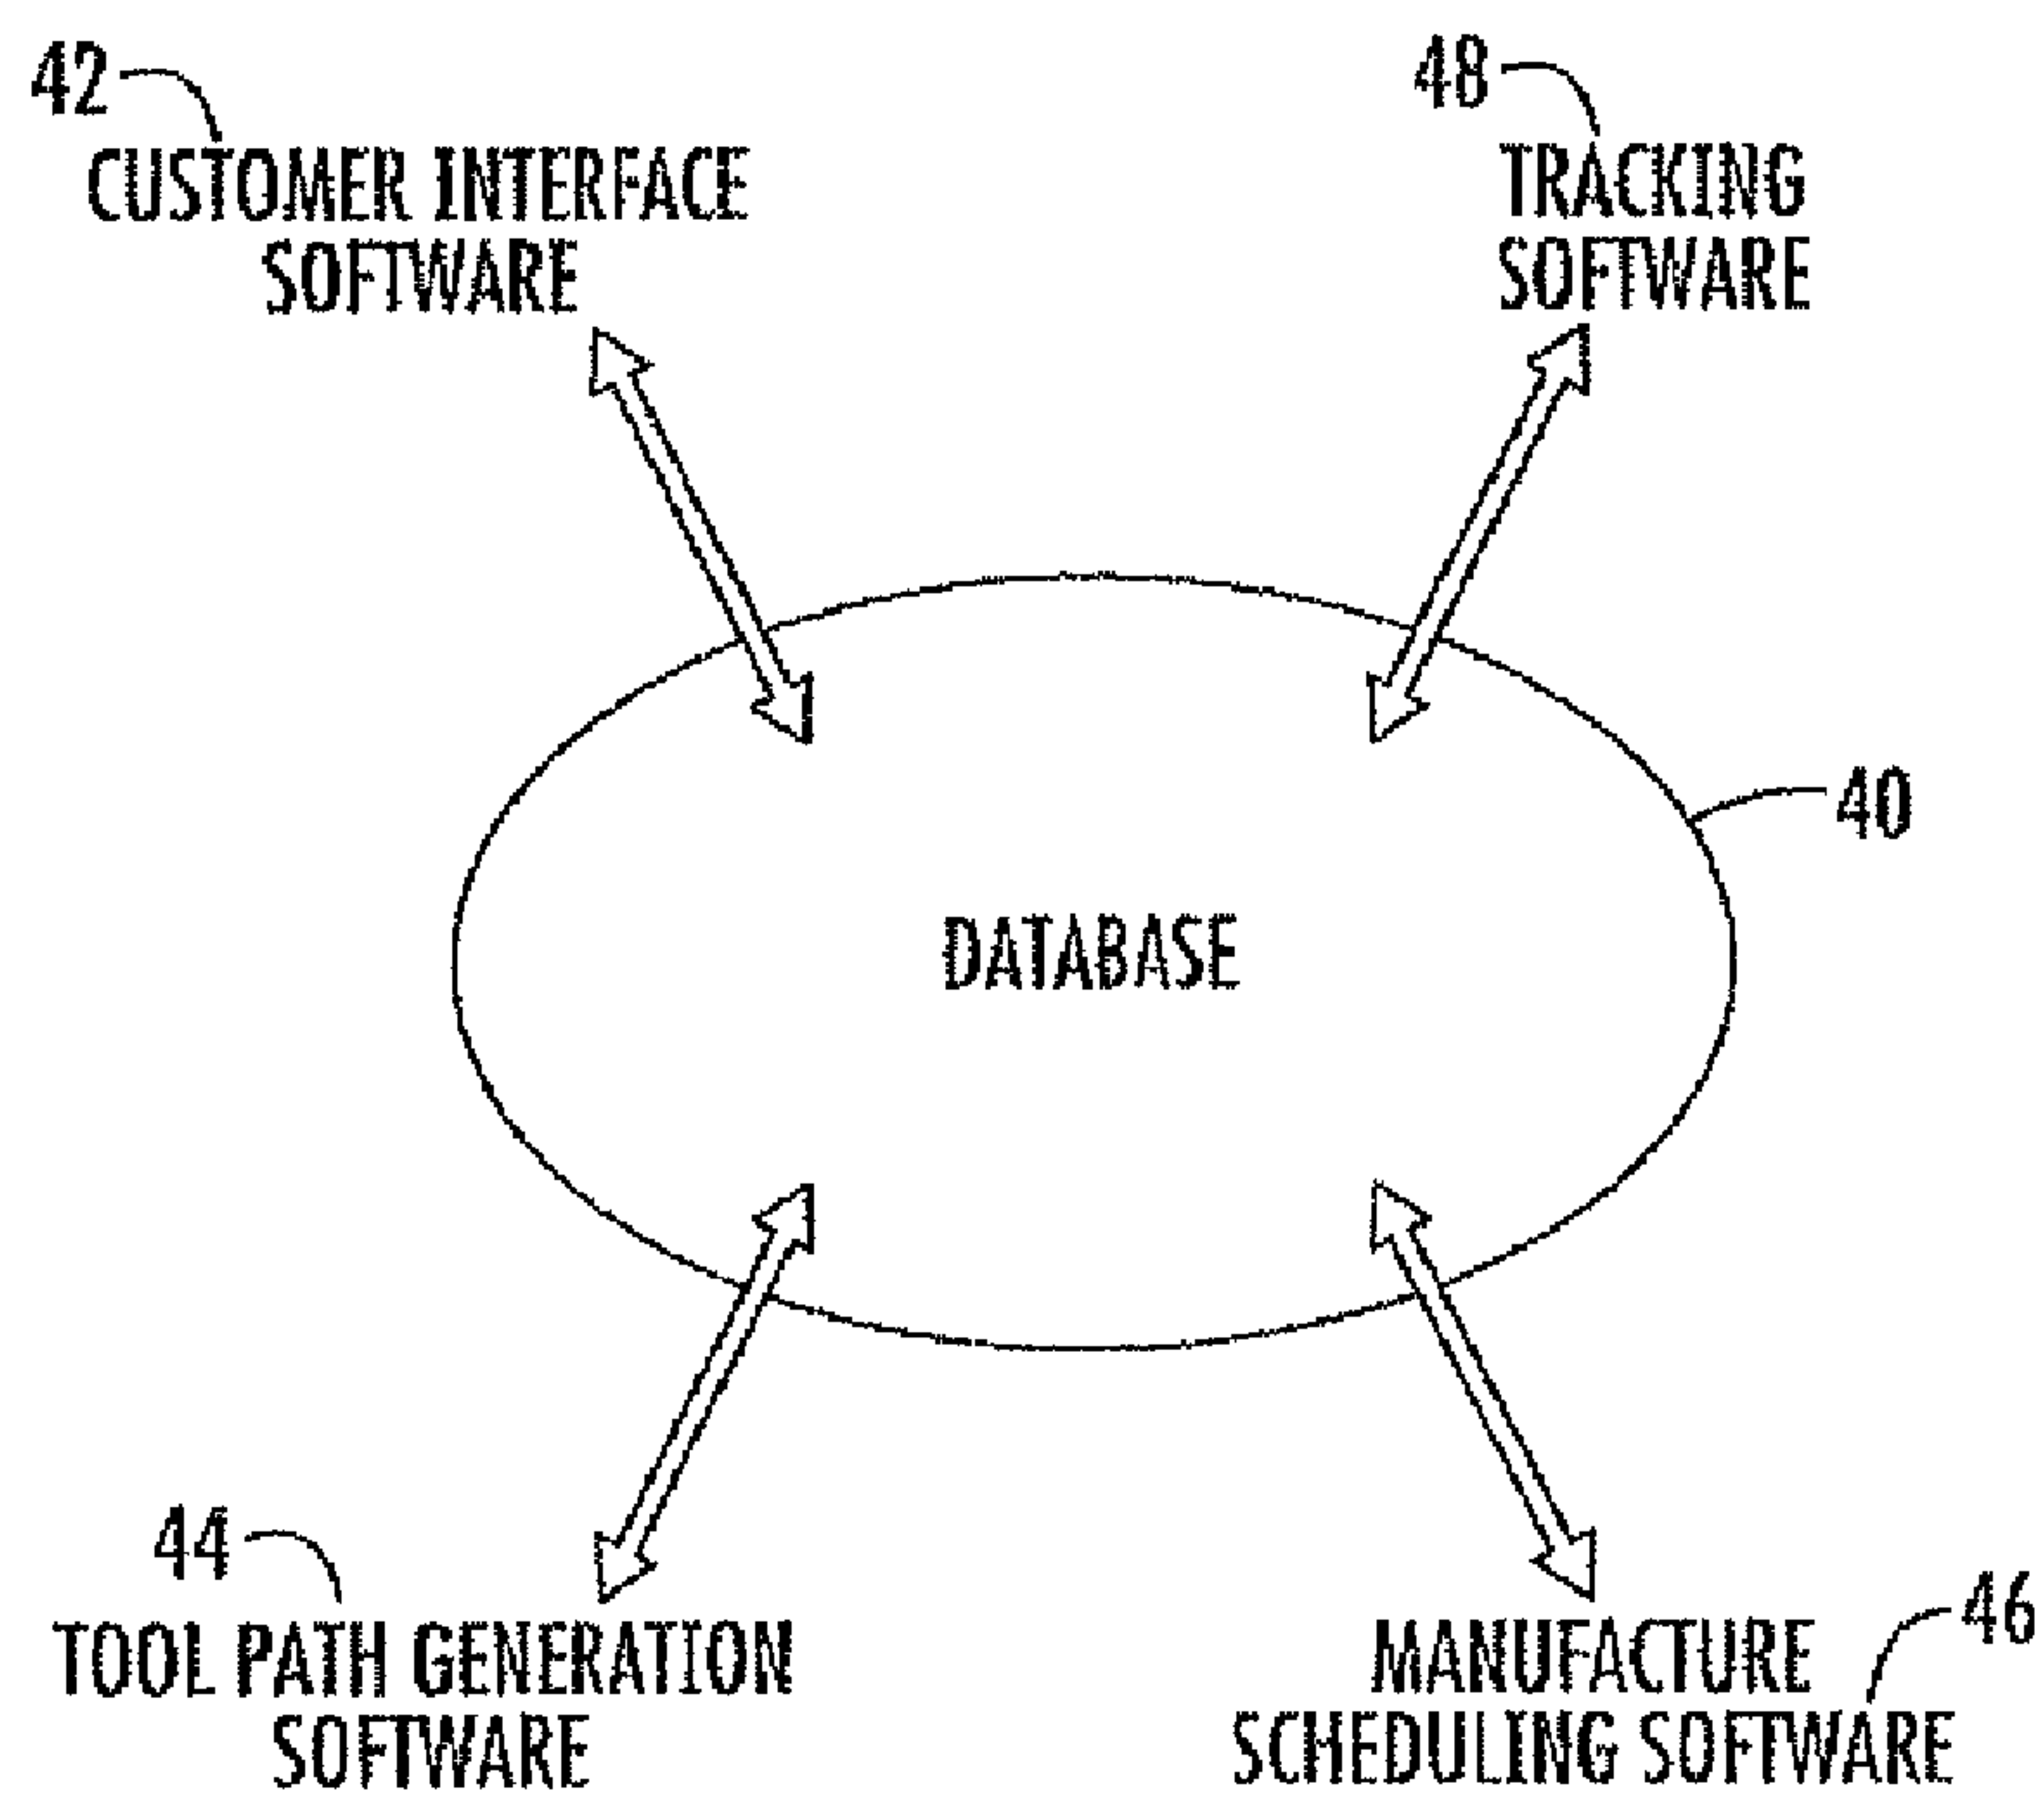 42
CUSTOMER INTERFACE
SOFTWARE
48
TRACKING
SOFTWARE
40
DATABASE
44
TOOL PATH GENERATION
SOFTWARE
46
MANUFACTURE
SCHEDULING SOFTWARE